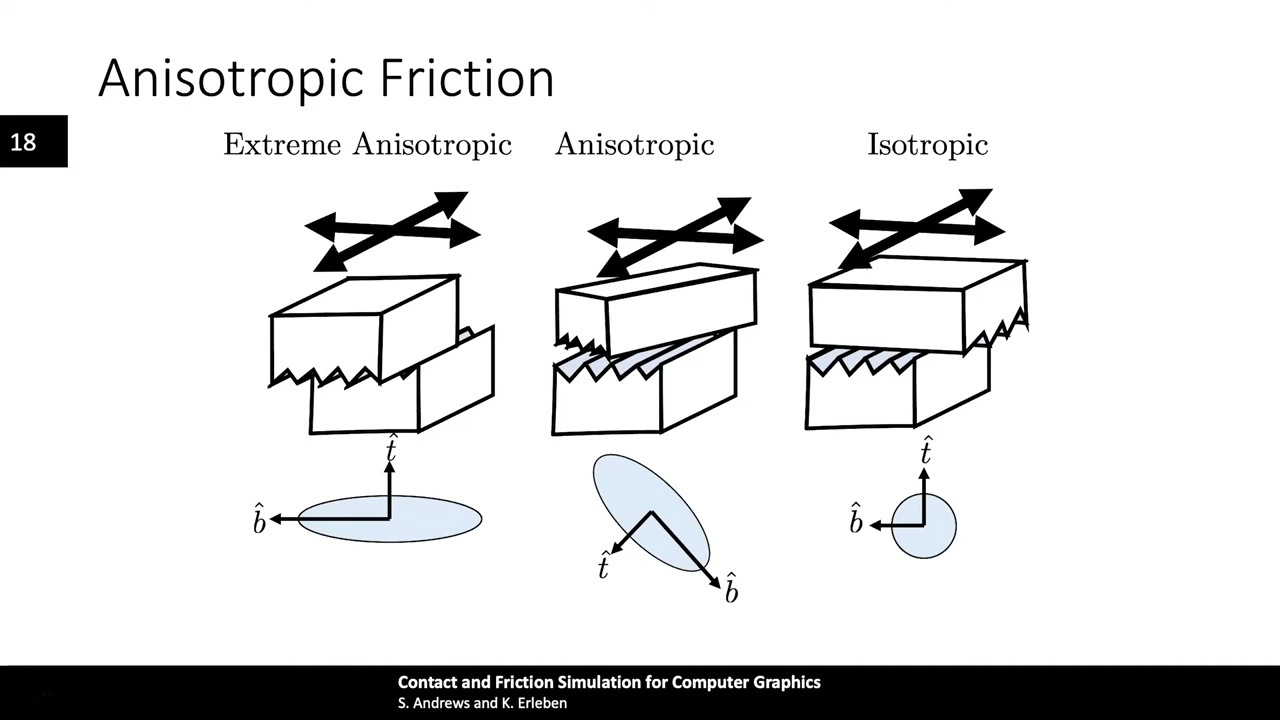 Anisotropic Friction
18
Extreme Anisotropic
Anisotropic
Isotropic
t̂
b̂
t̂
b̂
t̂
b̂
Contact and Friction Simulation for Computer Graphics
S. Andrews and K. Erleben